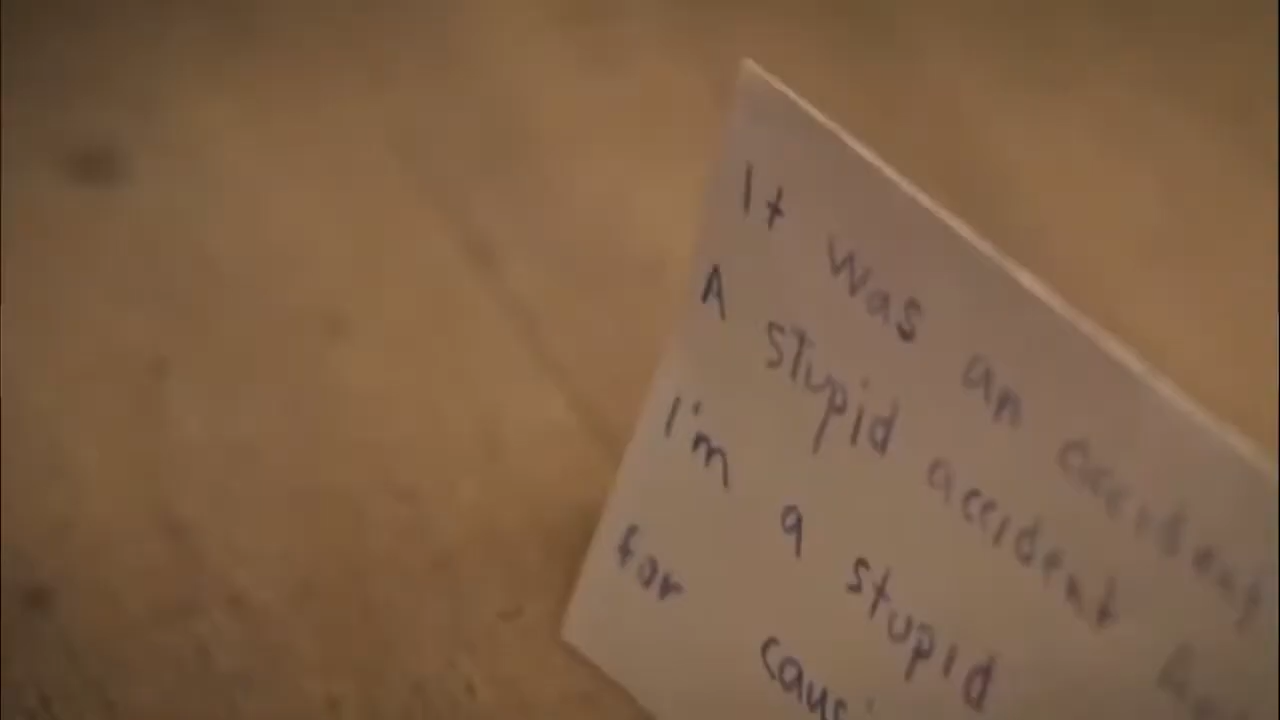 It was an accident
A stupid accident
I'm a stupid
for